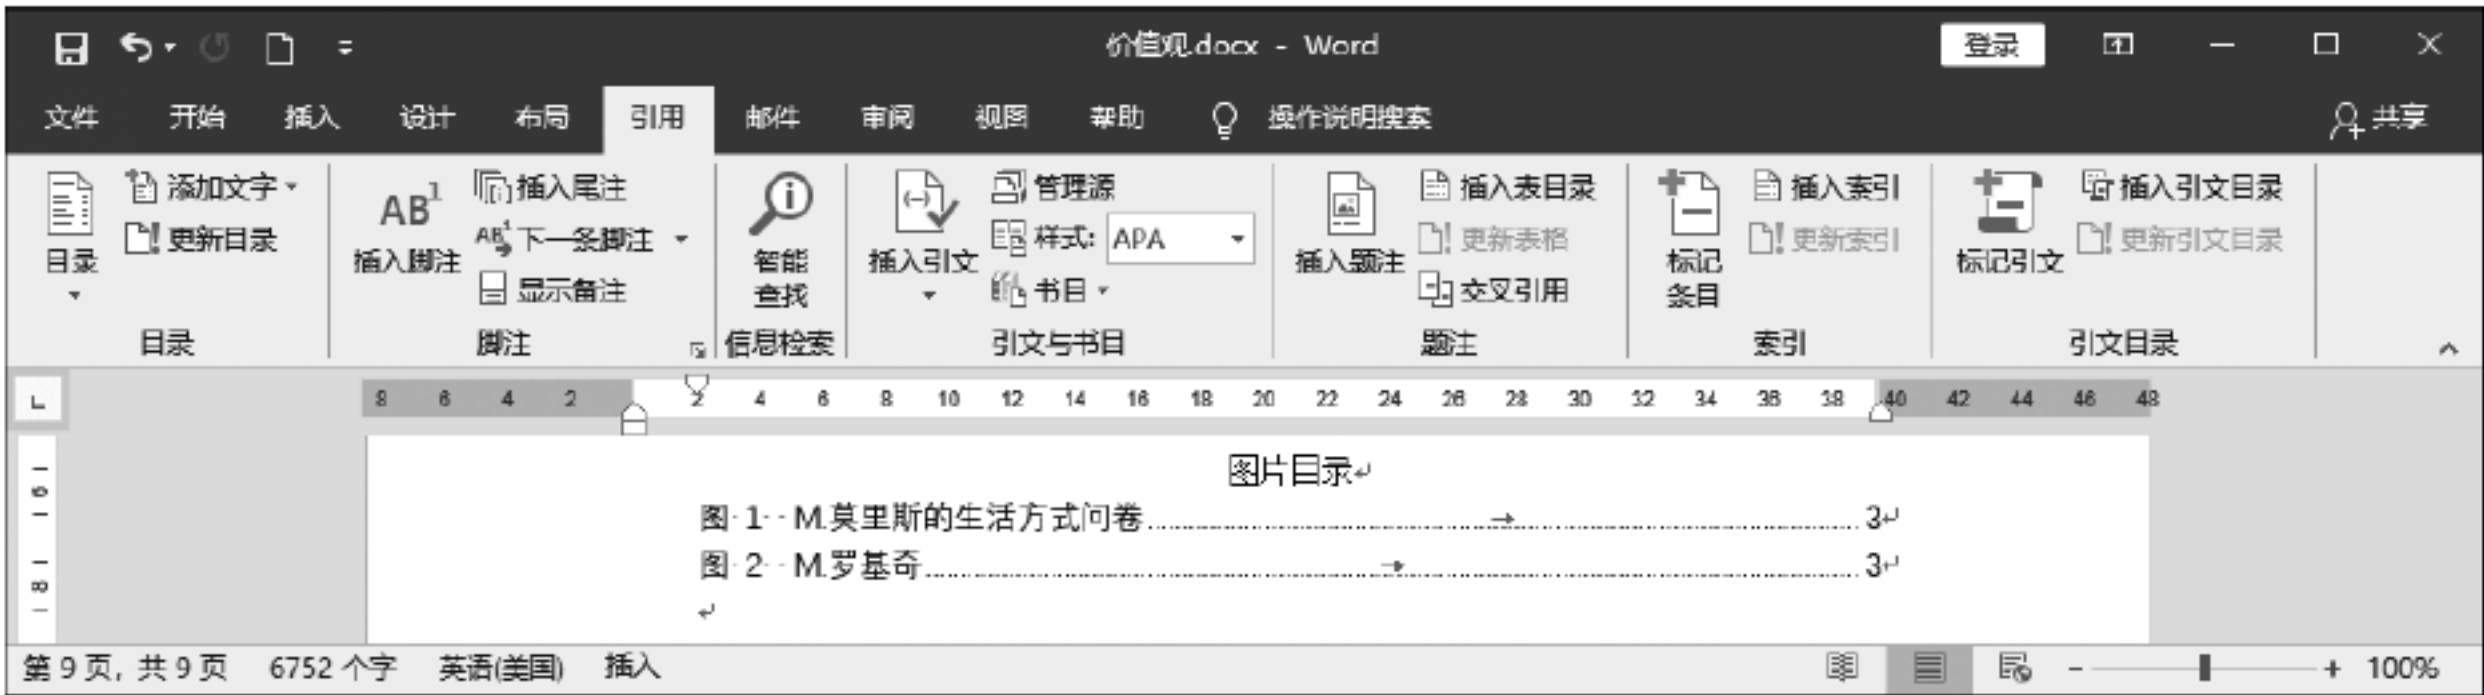 价值观.docx - Word 登录
文件 开始 插入 设计 布局 引用 邮件 审阅 视图 帮助 操作说明搜索 共享
目录
添加文字
更新目录
目录
AB1
插入脚注
插入尾注
AB1 下一条脚注
显示备注
脚注
智能
查找
信息检索
插入引文
管理源
样式: APA
书目
引文与书目
插入题注
插入表目录
更新表格
交叉引用
题注
标记
条目
插入索引
更新索引
索引
标记引文
插入引文目录
更新引文目录
引文目录
8 6 4 2 2 4 6 8 10 12 14 16 18 20 22 24 26 28 30 32 34 36 38 40 42 44 46 48
6
8
图片目录
图 1 M.莫里斯的生活方式问卷 3
图 2 M.罗基奇 3
第 9 页, 共 9 页 6752 个字 英语(美国) 插入 100%